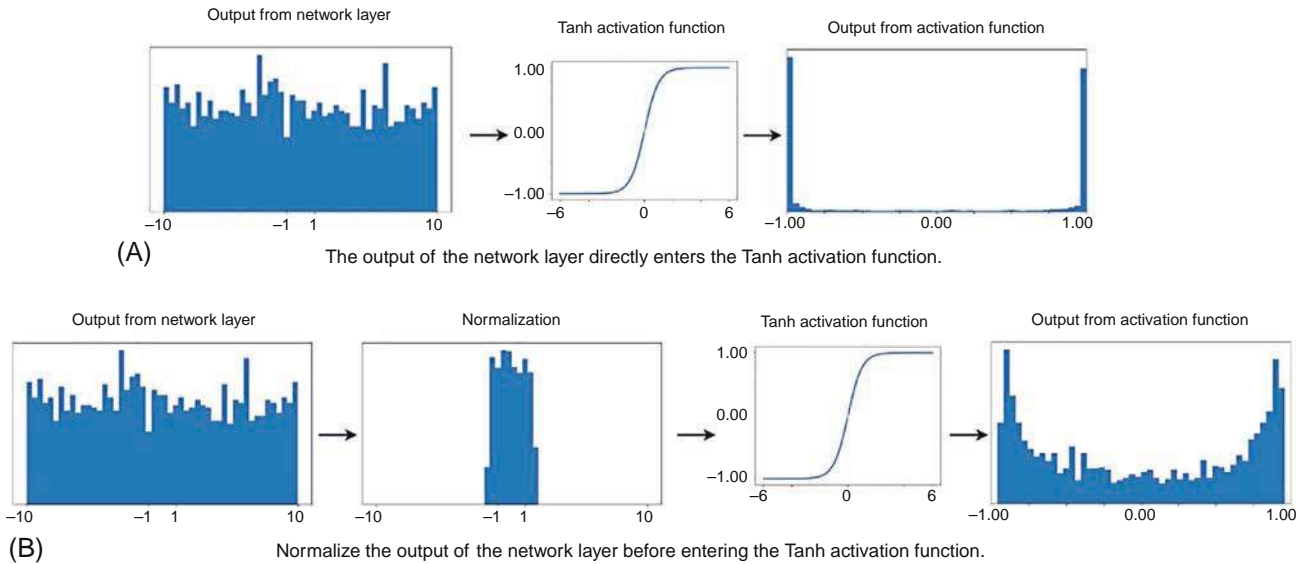 Output from network layer
Tanh activation function
Output from activation function
1.00
0.00
–1.00
–10
–1
1
10
–6
0
6
–1.00
0.00
1.00
(A)
The output of the network layer directly enters the Tanh activation function.
Output from network layer
Normalization
Tanh activation function
Output from activation function
1.00
0.00
–1.00
–10
–1
1
10
–10
–1
1
10
–6
0
6
–1.00
0.00
1.00
(B)
Normalize the output of the network layer before entering the Tanh activation function.